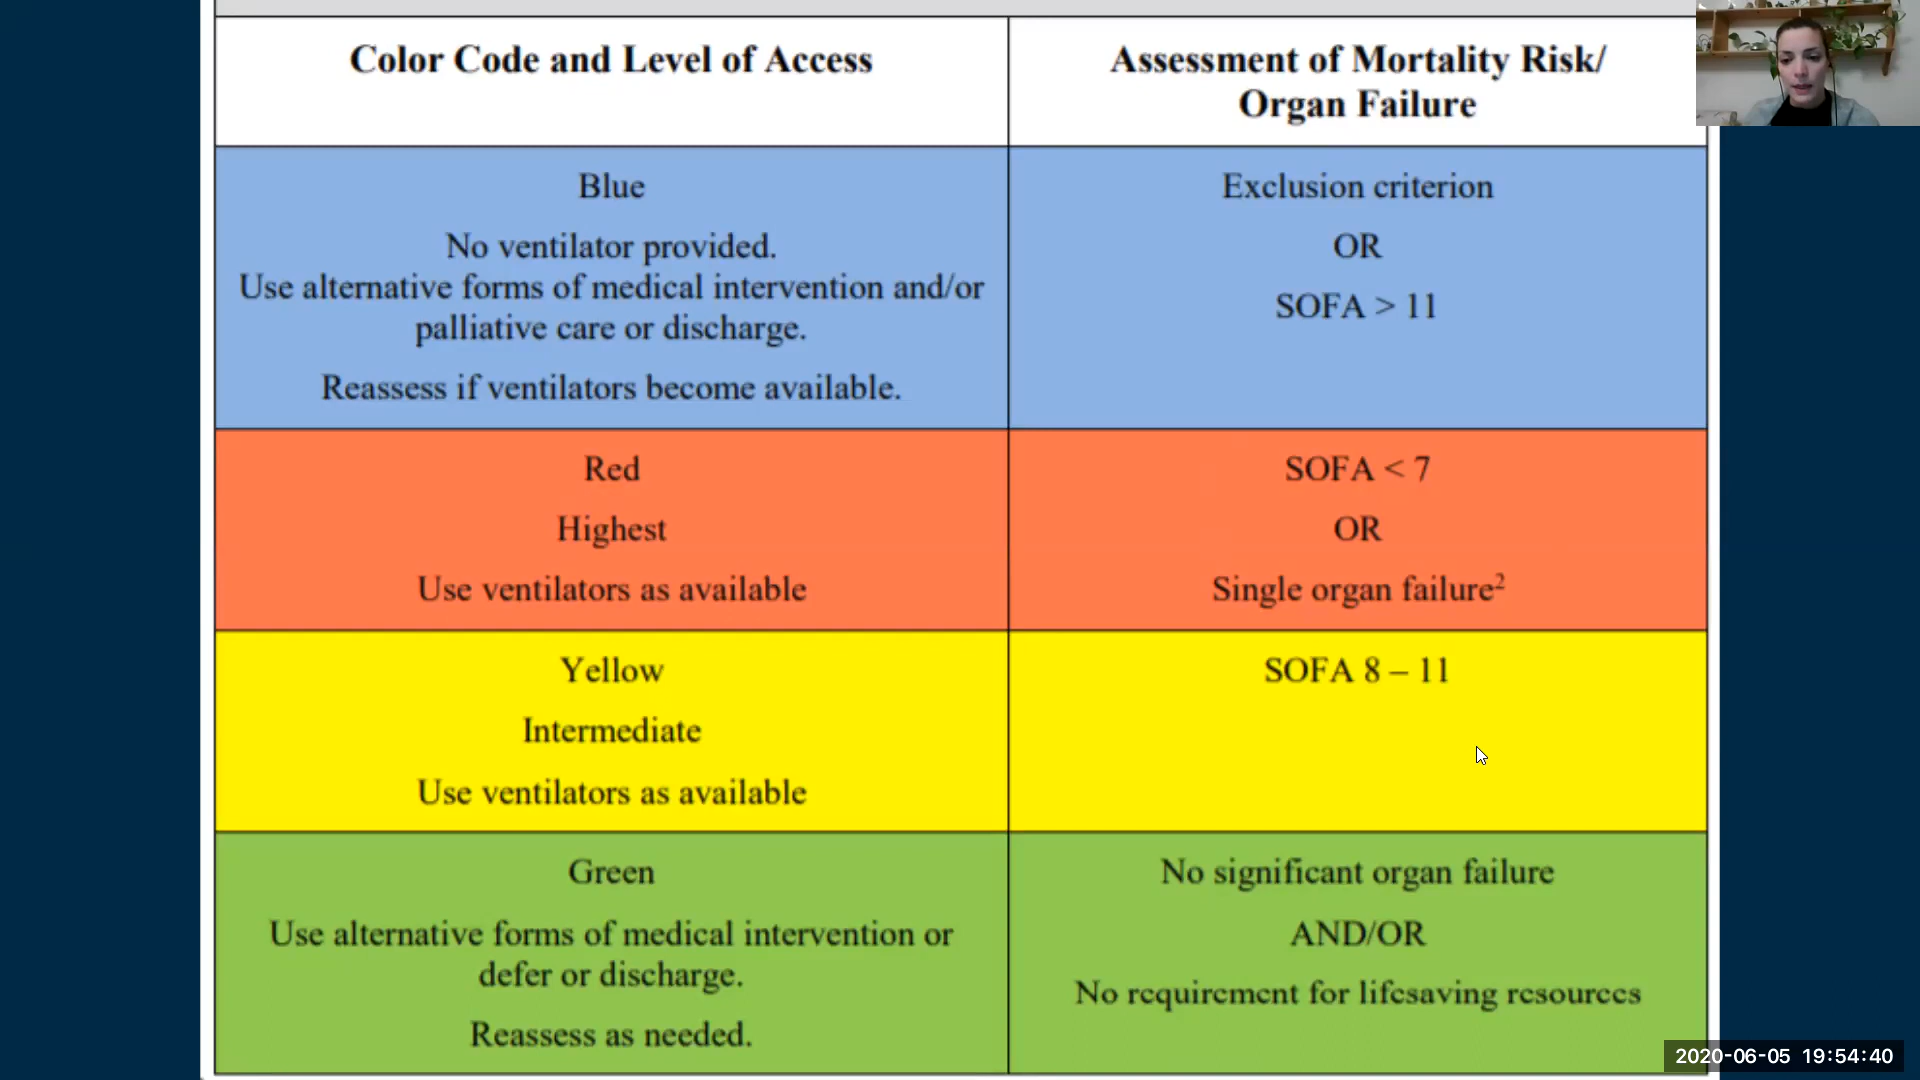 Color Code and Level of Access
Assessment of Mortality Risk/
Organ Failure
Blue
No ventilator provided.
Use alternative forms of medical intervention and/or
palliative care or discharge.
Reassess if ventilators become available.
Exclusion criterion
OR
SOFA > 11
Red
Highest
Use ventilators as available
SOFA < 7
OR
Single organ failure²
Yellow
Intermediate
Use ventilators as available
SOFA 8 – 11
Green
Use alternative forms of medical intervention or
defer or discharge.
Reassess as needed.
No significant organ failure
AND/OR
No requirement for lifesaving resources
2020-06-05 19:54:40